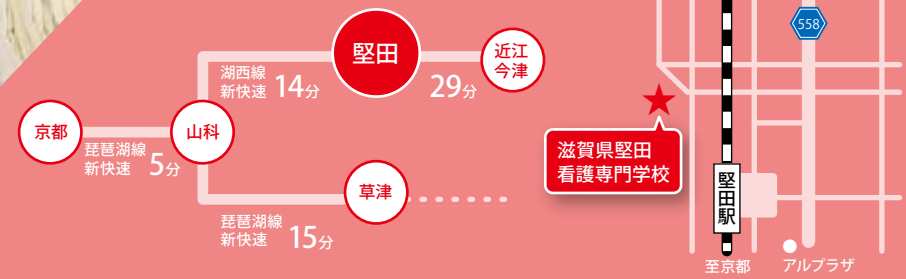 京都
琵琶湖線
新快速 5分
山科
湖西線
新快速 14分
堅田
29分
近江
今津
琵琶湖線
新快速 15分
草津
558
滋賀県堅田
看護専門学校
堅田駅
至京都
アルプラザ